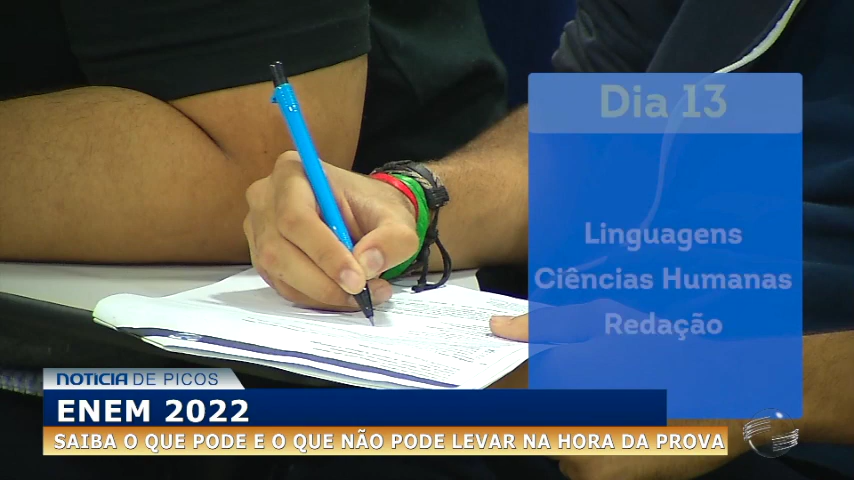 Dia 13
Linguagens
Ciências Humanas
Redação
NOTICIA DE PICOS
ENEM 2022
SAIBA O QUE PODE E O QUE NÃO PODE LEVAR NA HORA DA PROVA